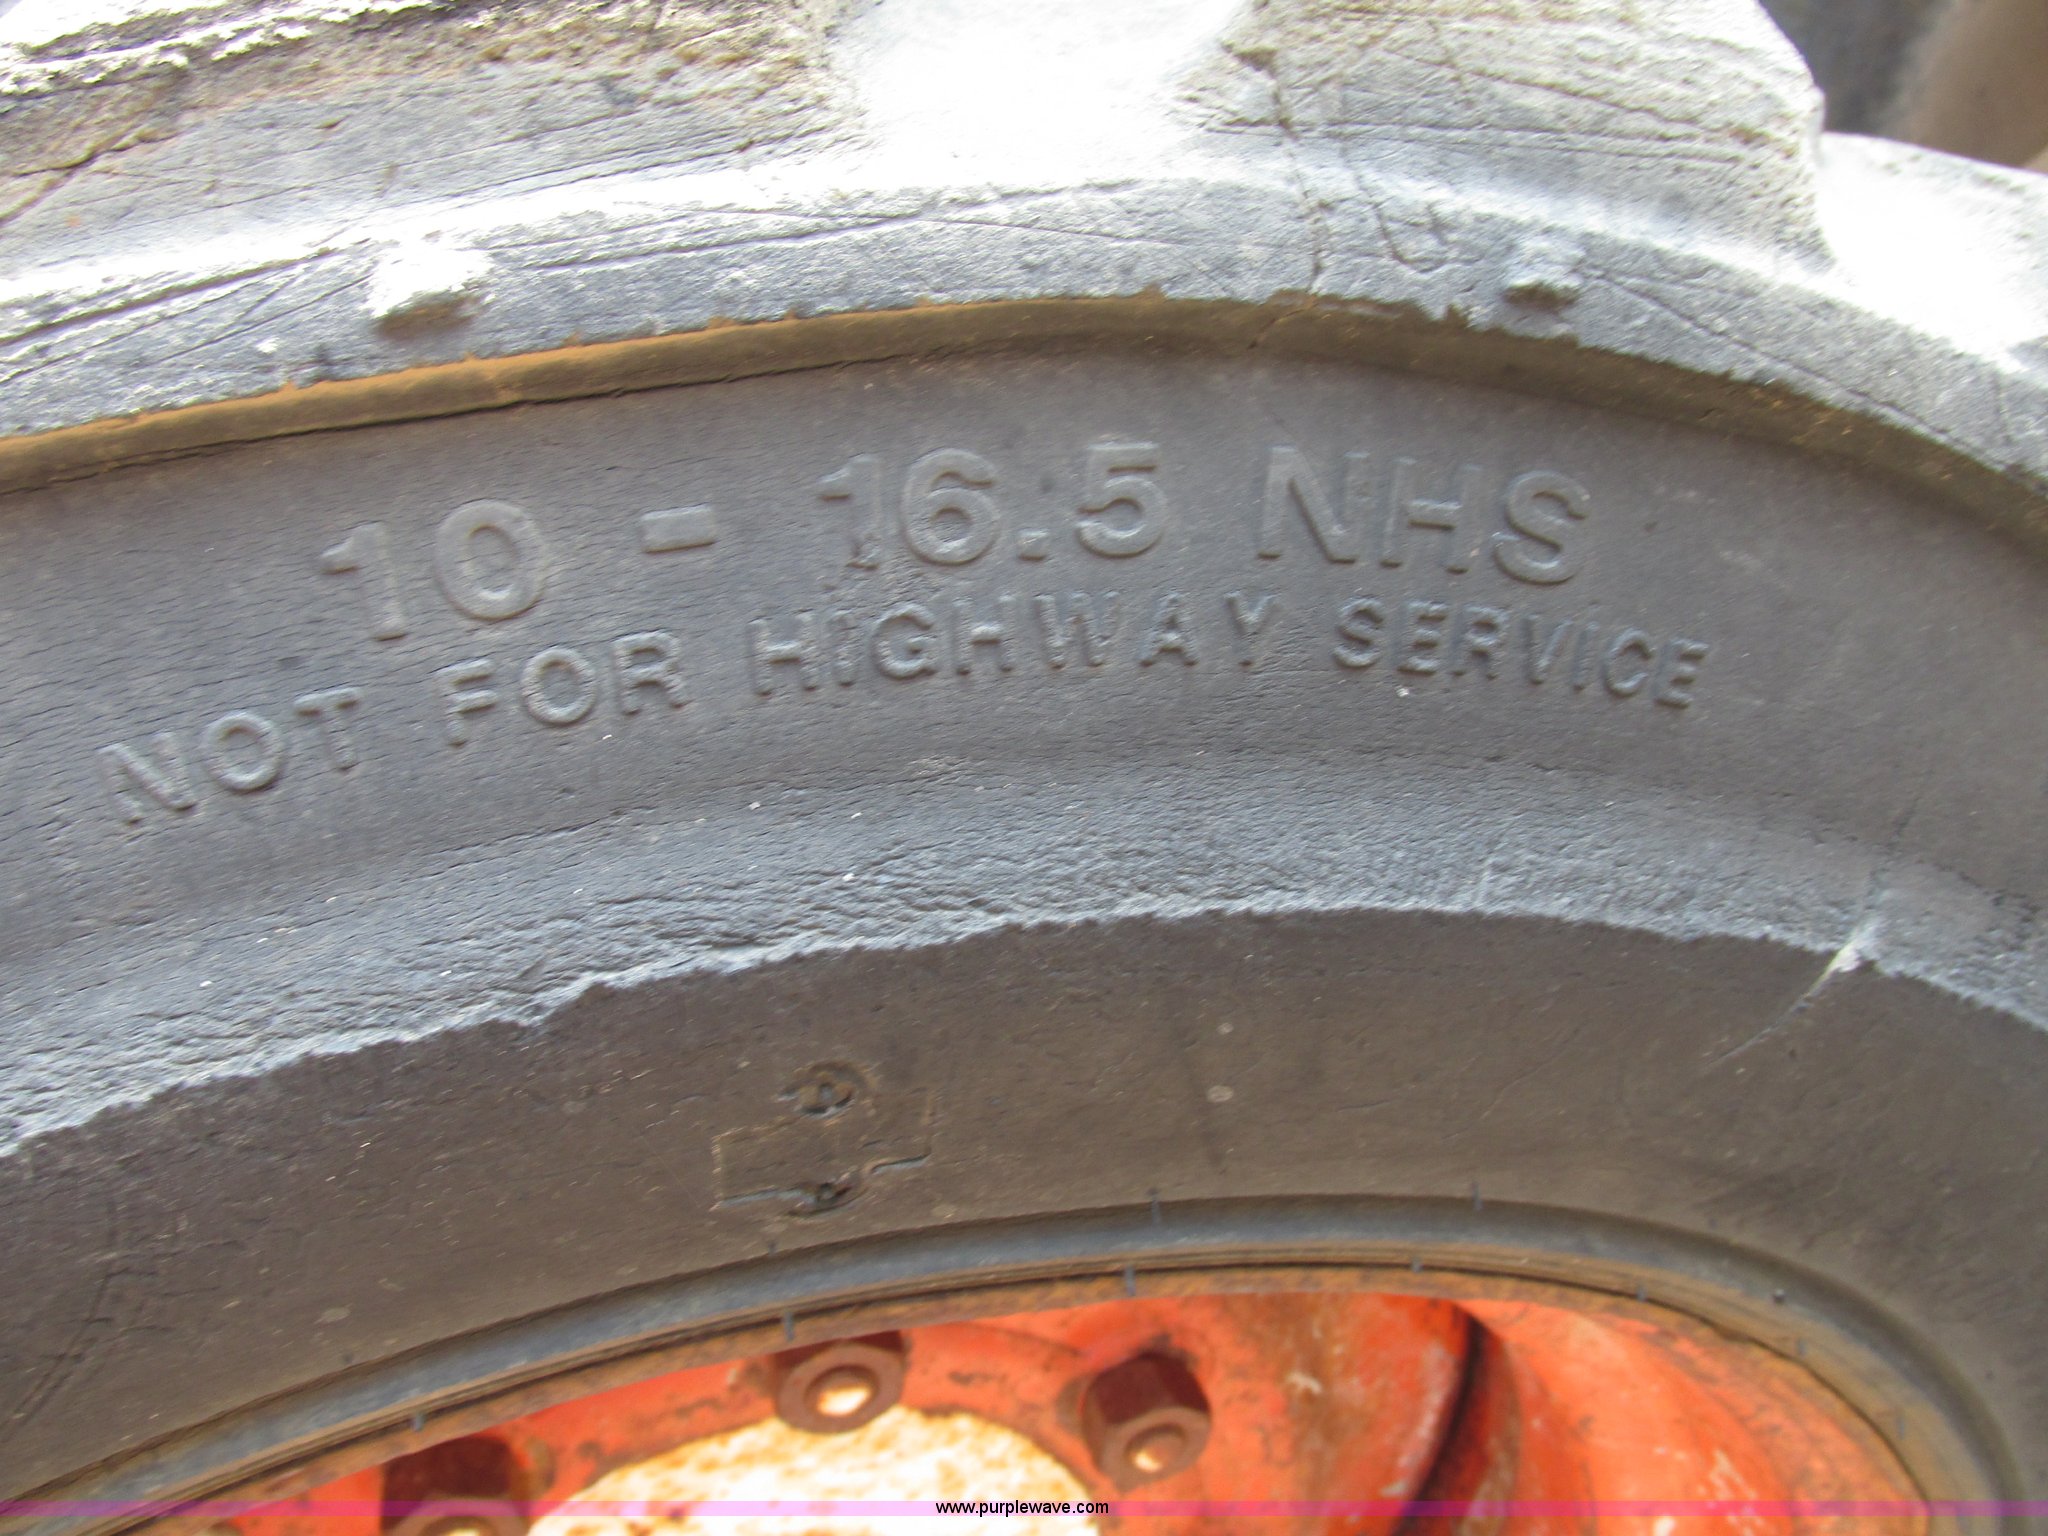 10 - 16.5 NHS
NOT FOR HIGHWAY SERVICE
www.purplewave.com